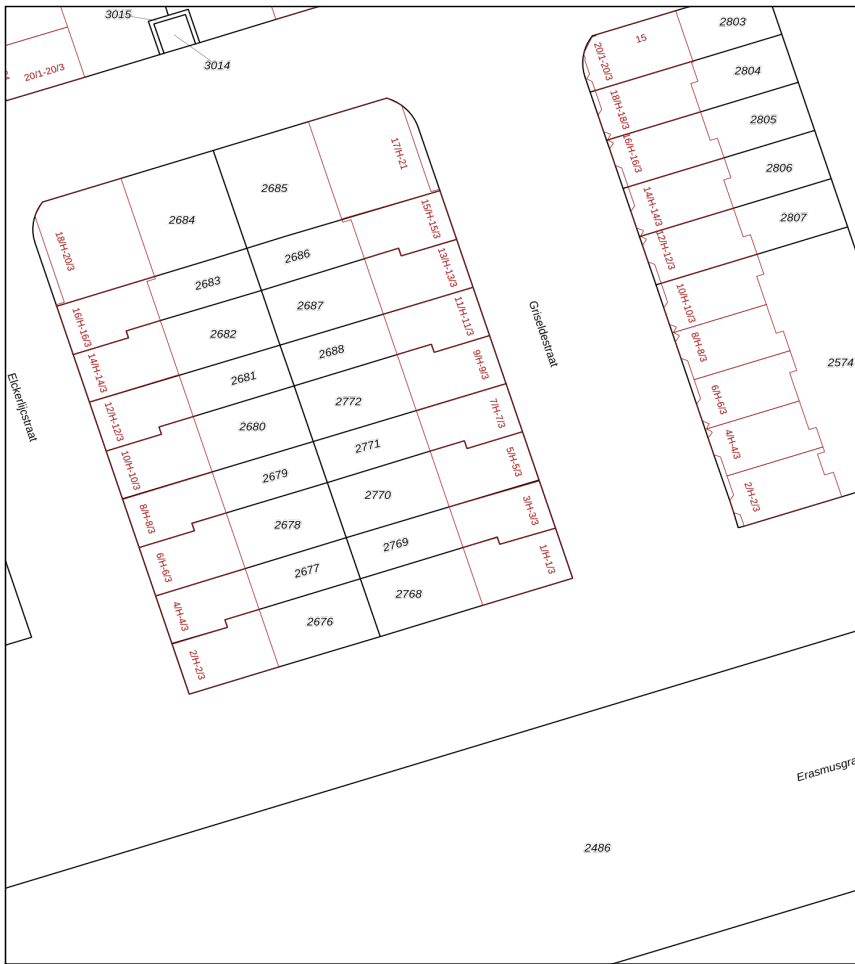 3015
3014
20/1-20/3
2803
15
20/1-20/3
2804
18/H-18/3
2805
16/H-16/3
2806
14/H-14/3
2807
12/H-12/3
10/H-10/3
8/H-8/3
2574
6/H-6/3
4/H-4/3
2/H-2/3
17/H-21
2685
2684
15/H-15/3
18/H-20/3
2686
13/H-13/3
2683
2687
11/H-11/3
16/H-16/3
2682
2688
9/H-9/3
14/H-14/3
2681
2772
7/H-7/3
12/H-12/3
2680
2771
5/H-5/3
10/H-10/3
2679
2770
3/H-3/3
8/H-8/3
2678
2769
1/H-1/3
6/H-6/3
2677
2768
4/H-4/3
2676
2/H-2/3
Griseldestraat
Elckerlijcstraat
Erasmusgra
2486